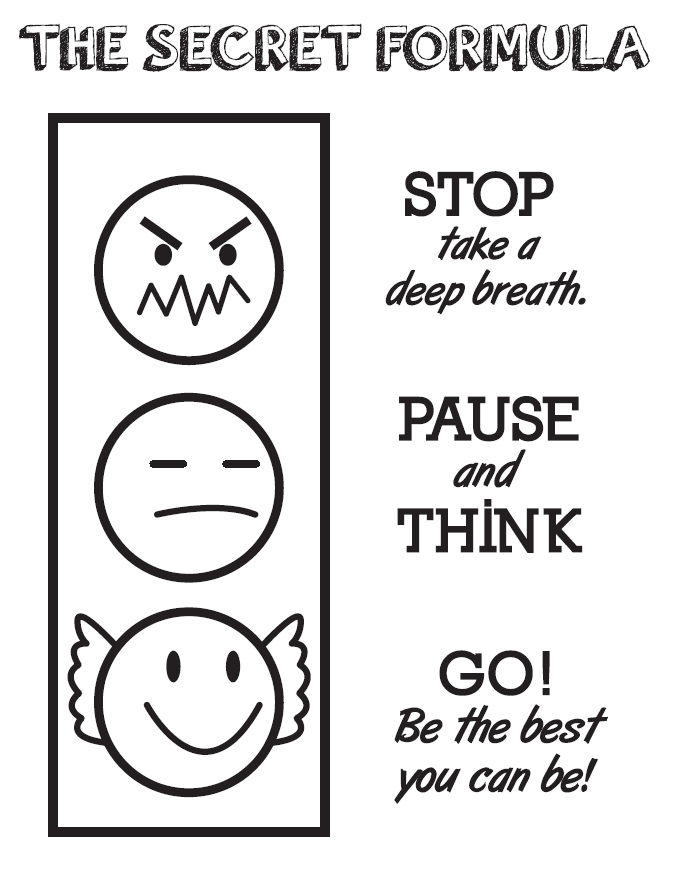 THE SECRET FORMULA
STOP
take a
deep breath.
PAUSE
and
THiNK
GO!
Be the best
you can be!